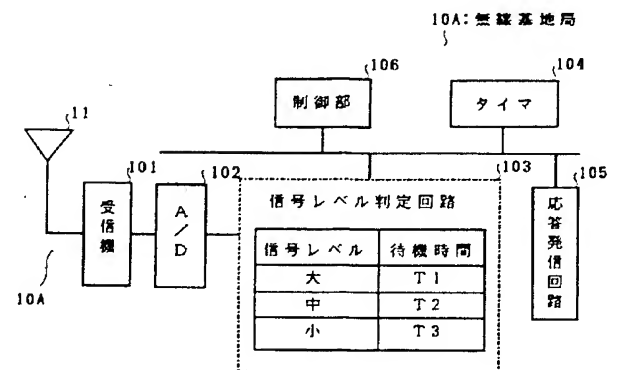 10A:無線基地局
106
104
制御部
タイマ
11
101
102
103
105
受信機
A/D
信号レベル判定回路
信号レベル 待機時間
大 T1
中 T2
小 T3
応答発信回路
10A